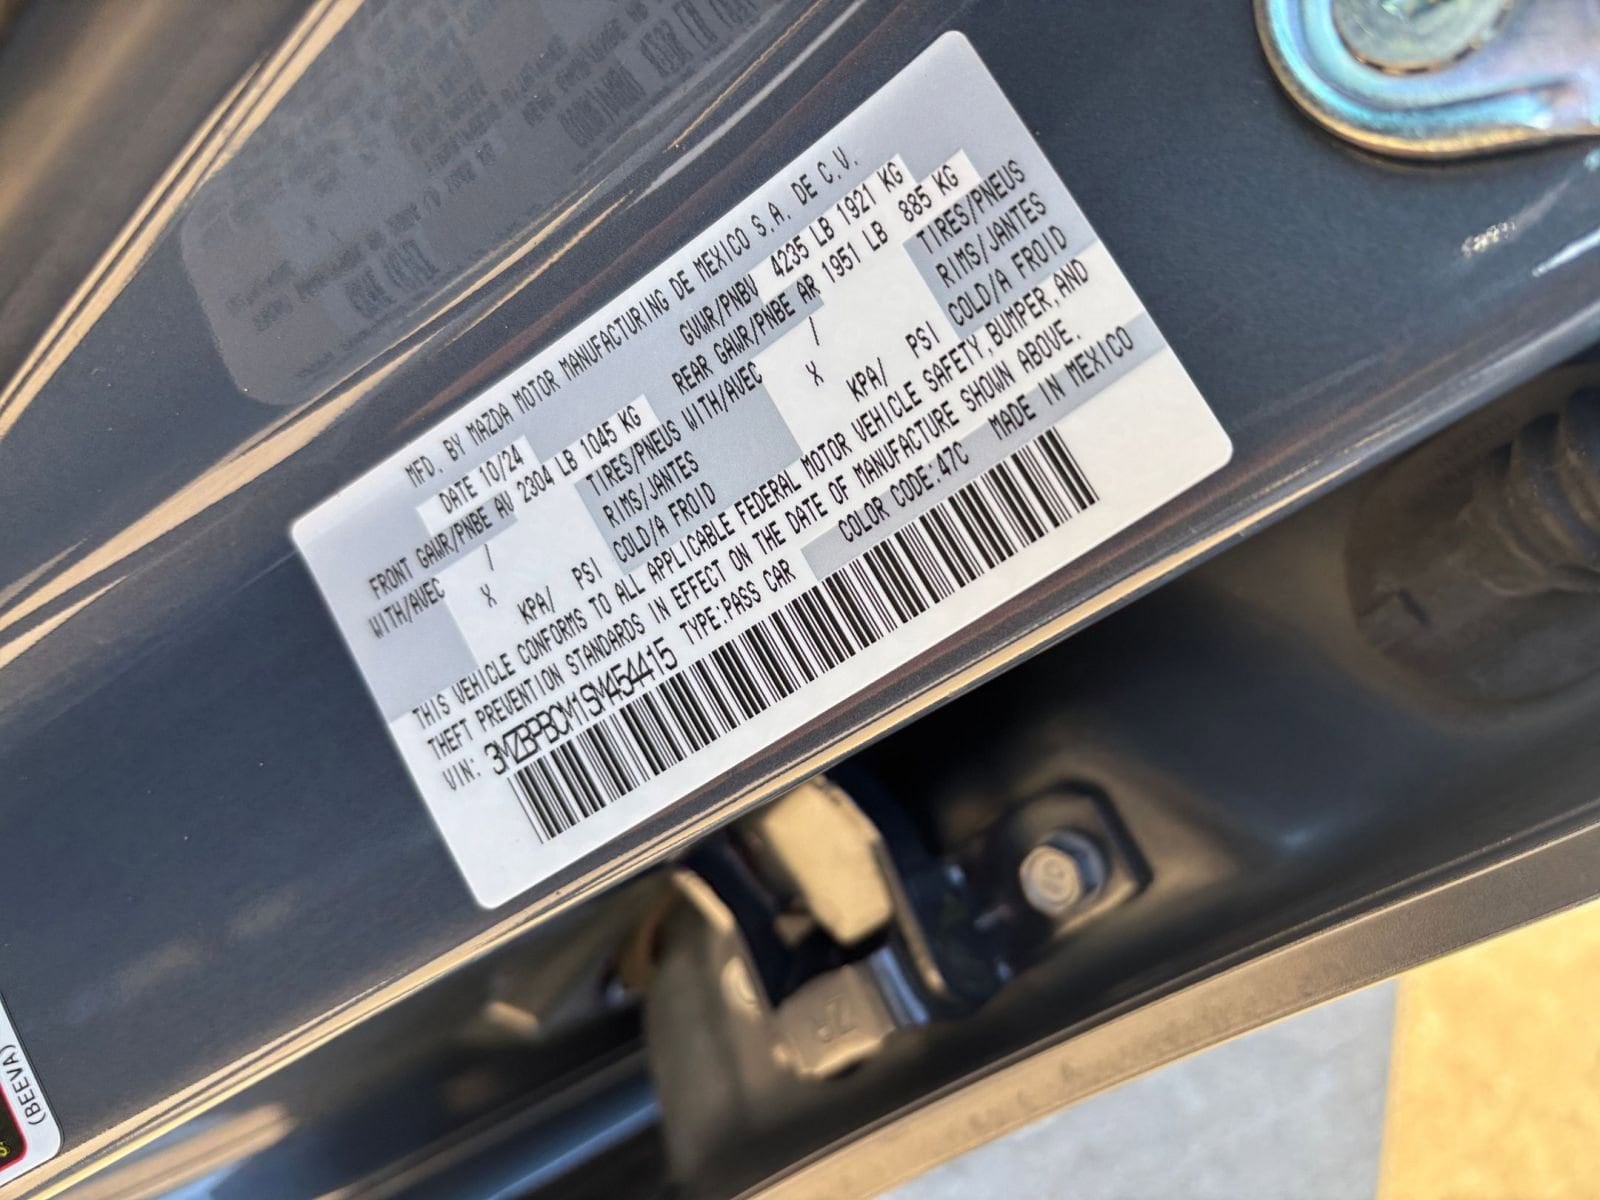 MFD. BY MAZDA MOTOR MANUFACTURING DE MEXICO S.A. DE C.V.
DATE 10/24 GVWR/PNBV 4235 LB 1921 KG
FRONT GAWR/PNBE AV 2304 LB 1045 KG REAR GAWR/PNBE AR 1951 LB 885 KG
WITH/AVEC / TIRES/PNEUS WITH/AVEC / TIRES/PNEUS
X RIMS/JANTES X RIMS/JANTES
KPA/ PSI COLD/A FROID KPA/ PSI COLD/A FROID
THIS VEHICLE CONFORMS TO ALL APPLICABLE FEDERAL MOTOR VEHICLE SAFETY, BUMPER, AND
THEFT PREVENTION STANDARDS IN EFFECT ON THE DATE OF MANUFACTURE SHOWN ABOVE.
VIN: 3MZBPBCM1SM454415 TYPE:PASS CAR COLOR CODE:47C MADE IN MEXICO
(BEEVA)